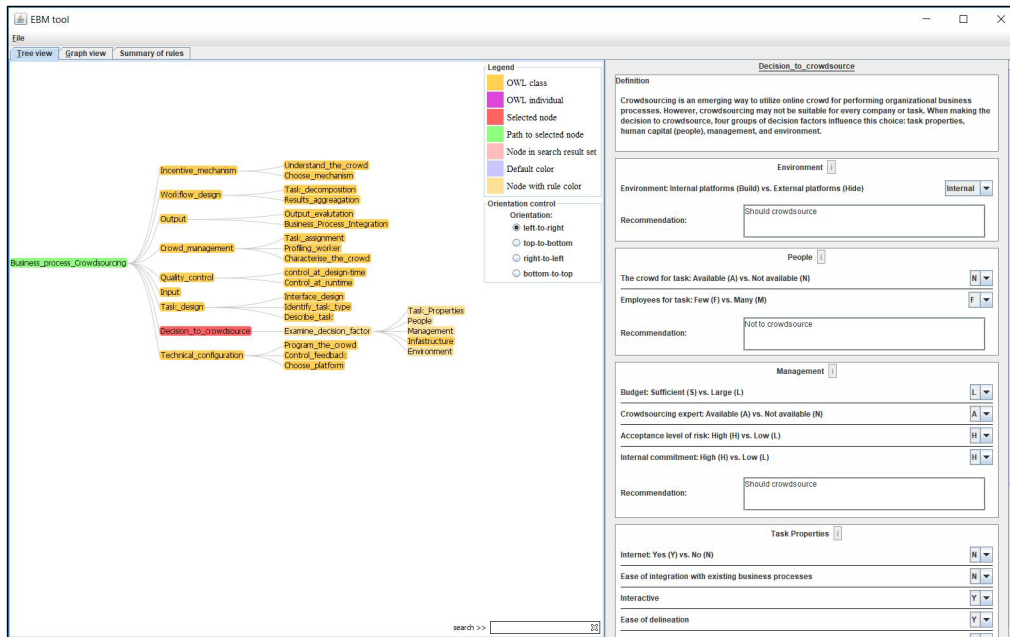 EBM tool
File
Tree view
Graph view
Summary of rules
Legend
OWL class
OWL individual
Selected node
Path to selected node
Node in search result set
Default color
Node with rule color
Orientation control
Orientation:
left-to-right
top-to-bottom
right-to-left
bottom-to-top
Business_process_Crowdsourcing
Incentive_mechanism
Understand_the_crowd
Choose_mechanism
Workflow_design
Task_decomposition
Results_aggreagation
Output
Output_evalutation
Business_Process_Integration
Crowd_management
Task_assignment
Profiling_worker
Characterise_the_crowd
Quality_control
control_at_design-time
Control_at_runtime
Input
Task_design
Interface_design
Identify_task_type
Describe_task
Decision_to_crowdsource
Examine_decision_factor
Task_Properties
People
Management
Infastructure
Environment
Technical_configuration
Program_the_crowd
Control_feedback
Choose_platform
search >>
Decision_to_crowdsource
Definition
Crowdsourcing is an emerging way to utilize online crowd for performing organizational business
processes. However, crowdsourcing may not be suitable for every company or task. When making the
decision to crowdsource, four groups of decision factors influence this choice: task properties,
human capital (people), management, and environment.
Environment i
Environment: Internal platforms (Build) vs. External platforms (Hide) Internal
Recommendation: Should crowdsource
People i
The crowd for task: Available (A) vs. Not available (N) N
Employees for task: Few (F) vs. Many (M) F
Recommendation: Not to crowdsource
Management i
Budget: Sufficient (S) vs. Large (L) L
Crowdsourcing expert: Available (A) vs. Not available (N) A
Acceptance level of risk: High (H) vs. Low (L) H
Internal commitment: High (H) vs. Low (L) H
Recommendation: Should crowdsource
Task Properties i
Internet: Yes (Y) vs. No (N) N
Ease of integration with existing business processes N
Interactive Y
Ease of delineation Y